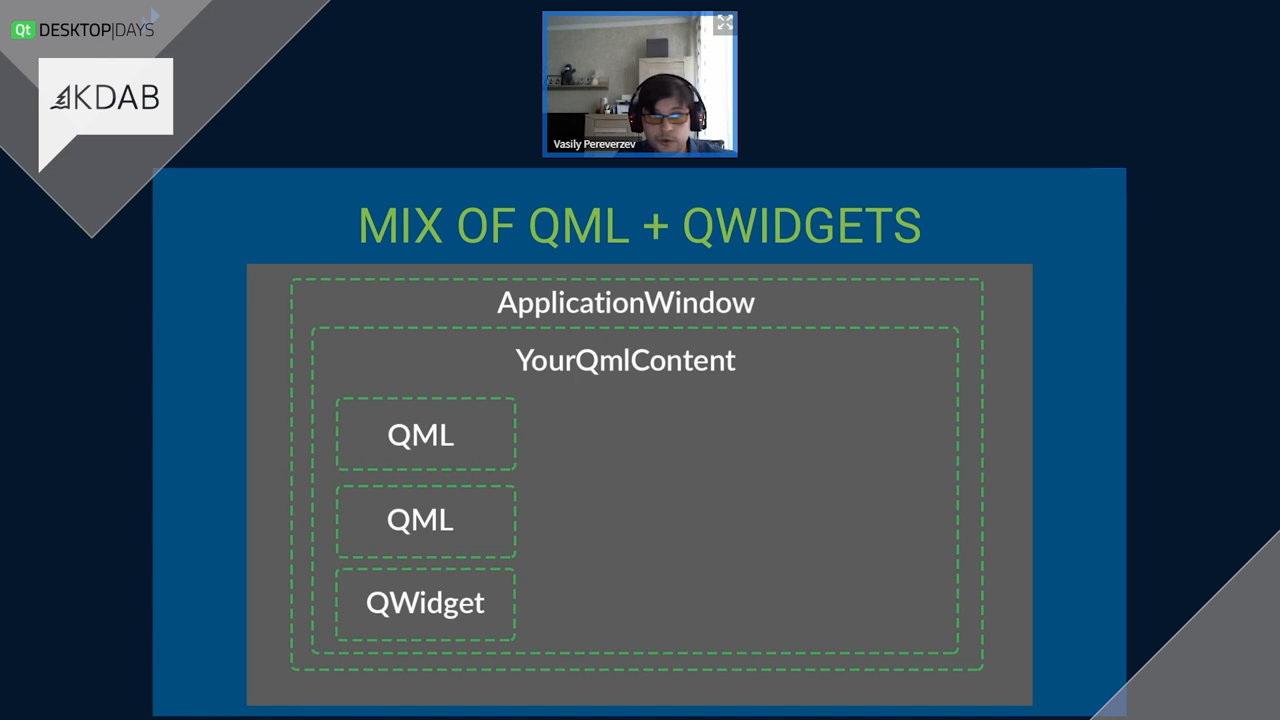 Qt DESKTOP|DAYS
KDAB
Vasily Pereverzev
MIX OF QML + QWIDGETS
ApplicationWindow
YourQmlContent
QML
QML
QWidget